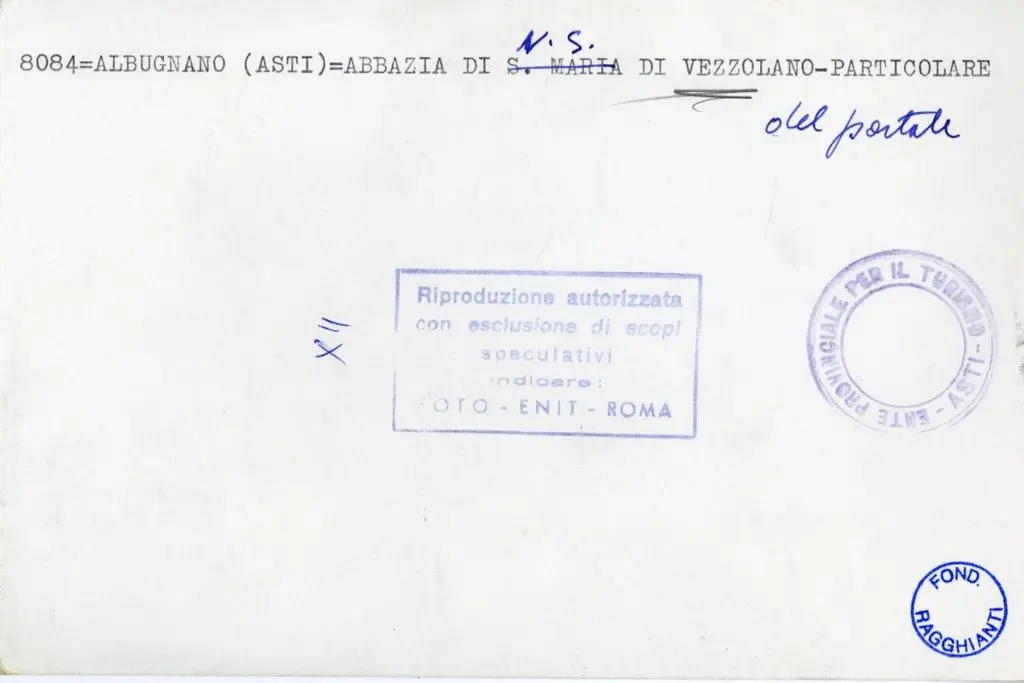 N. S.
8084=ALBUGNANO (ASTI)=ABBAZIA DI S. MARIA DI VEZZOLANO-PARTICOLARE
del portale
XII
Riproduzione autorizzata
con esclusione di scopi
speculativi
indicare:
FOTO - ENIT - ROMA
ENTE PROVINCIALE PER IL TURISMO - ASTI -
FOND.
RAGGHIANTI